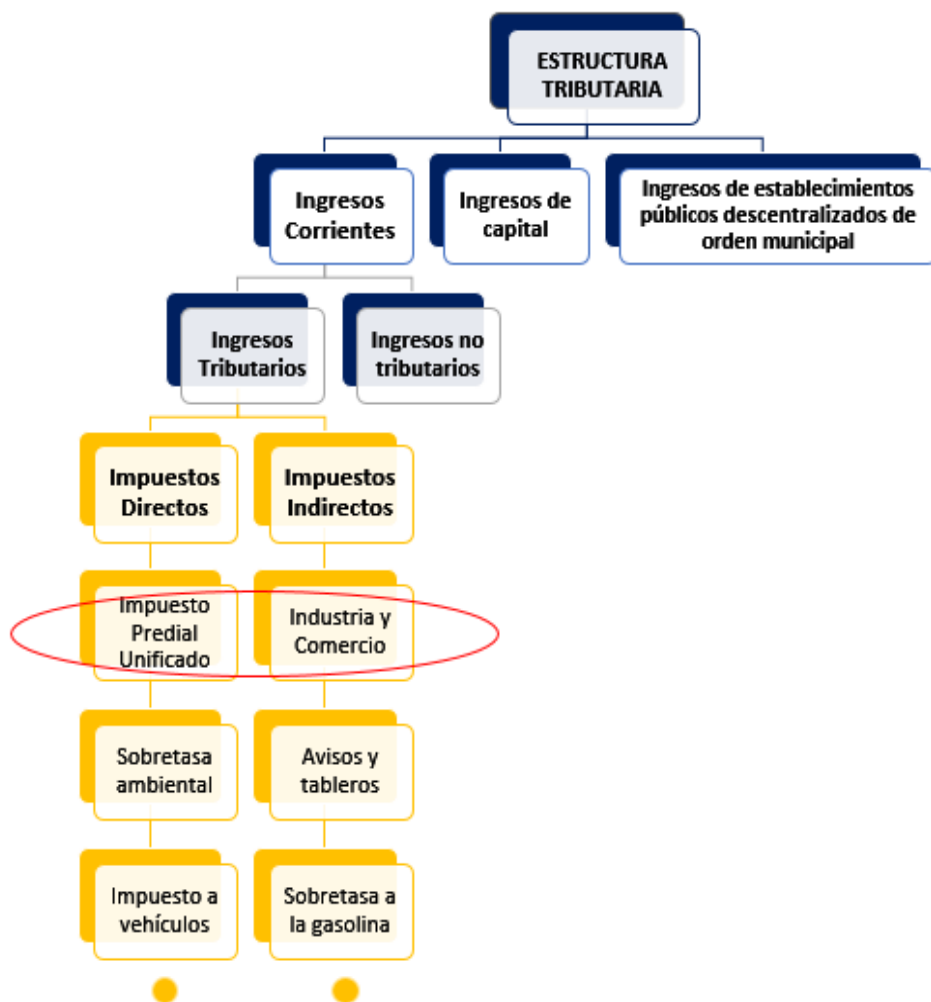 ESTRUCTURA
TRIBUTARIA
Ingresos
Corrientes
Ingresos de
capital
Ingresos de establecimientos
públicos descentralizados de
orden municipal
Ingresos
Tributarios
Ingresos no
tributarios
Impuestos
Directos
Impuestos
Indirectos
Impuesto
Predial
Unificado
Industria y
Comercio
Sobretasa
ambiental
Avisos y
tableros
Impuesto a
vehículos
Sobretasa a
la gasolina